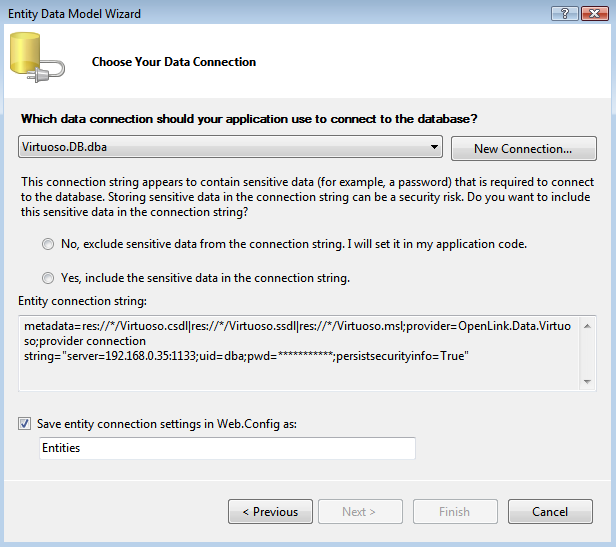 Entity Data Model Wizard
Choose Your Data Connection
Which data connection should your application use to connect to the database?
Virtuoso.DB.dba
New Connection...
This connection string appears to contain sensitive data (for example, a password) that is required to connect
to the database. Storing sensitive data in the connection string can be a security risk. Do you want to include
this sensitive data in the connection string?
No, exclude sensitive data from the connection string. I will set it in my application code.
Yes, include the sensitive data in the connection string.
Entity connection string:
metadata=res://*/Virtuoso.csdl|res://*/Virtuoso.ssdl|res://*/Virtuoso.msl;provider=OpenLink.Data.Virtuo
so;provider connection
string="server=192.168.0.35:1133;uid=dba;pwd=***********;persistsecurityinfo=True"
Save entity connection settings in Web.Config as:
Entities
< Previous
Next >
Finish
Cancel